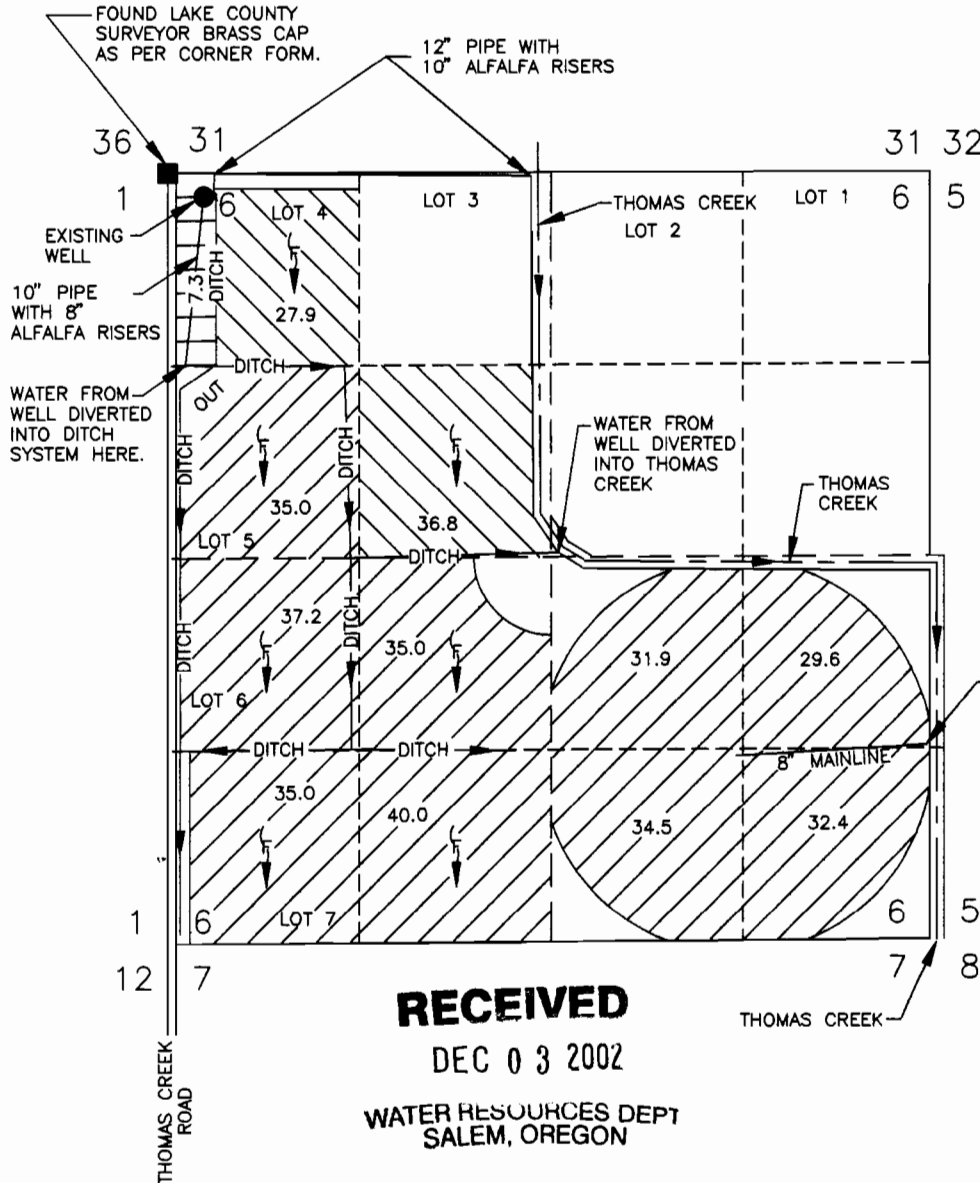 FOUND LAKE COUNTY
SURVEYOR BRASS CAP
AS PER CORNER FORM.
12" PIPE WITH
10" ALFALFA RISERS
36 31
31 32
1 6
6 5
LOT 4
LOT 3
THOMAS CREEK
LOT 2
LOT 1
EXISTING
WELL
10" PIPE
WITH 8"
ALFALFA RISERS
7.3
DITCH
27.9
DITCH
WATER FROM
WELL DIVERTED
INTO DITCH
SYSTEM HERE.
OUT
DITCH
DITCH
WATER FROM
WELL DIVERTED
INTO THOMAS
CREEK
THOMAS
CREEK
35.0
36.8
LOT 5
DITCH
37.2
35.0
31.9
29.6
DITCH
DITCH
LOT 6
DITCH
DITCH
8" MAINLINE
35.0
40.0
34.5
32.4
LOT 7
1 6
6 5
12 7
7 8
THOMAS CREEK
THOMAS CREEK
ROAD
RECEIVED
DEC 03 2002
WATER RESOURCES DEPT
SALEM, OREGON